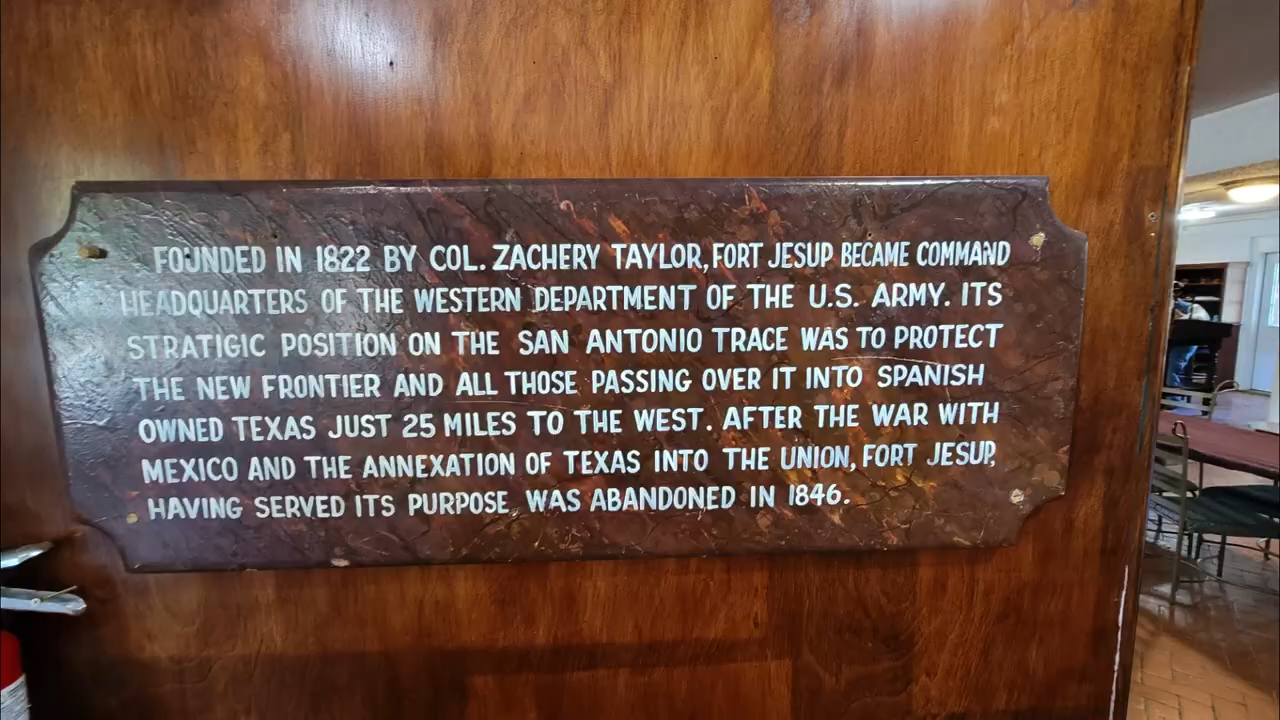 FOUNDED IN 1822 BY COL. ZACHERY TAYLOR, FORT JESUP BECAME COMMAND
HEADQUARTERS OF THE WESTERN DEPARTMENT OF THE U.S. ARMY. ITS
STRATIGIC POSITION ON THE SAN ANTONIO TRACE WAS TO PROTECT
THE NEW FRONTIER AND ALL THOSE PASSING OVER IT INTO SPANISH
OWNED TEXAS JUST 25 MILES TO THE WEST. AFTER THE WAR WITH
MEXICO AND THE ANNEXATION OF TEXAS INTO THE UNION, FORT JESUP,
HAVING SERVED ITS PURPOSE, WAS ABANDONED IN 1846.